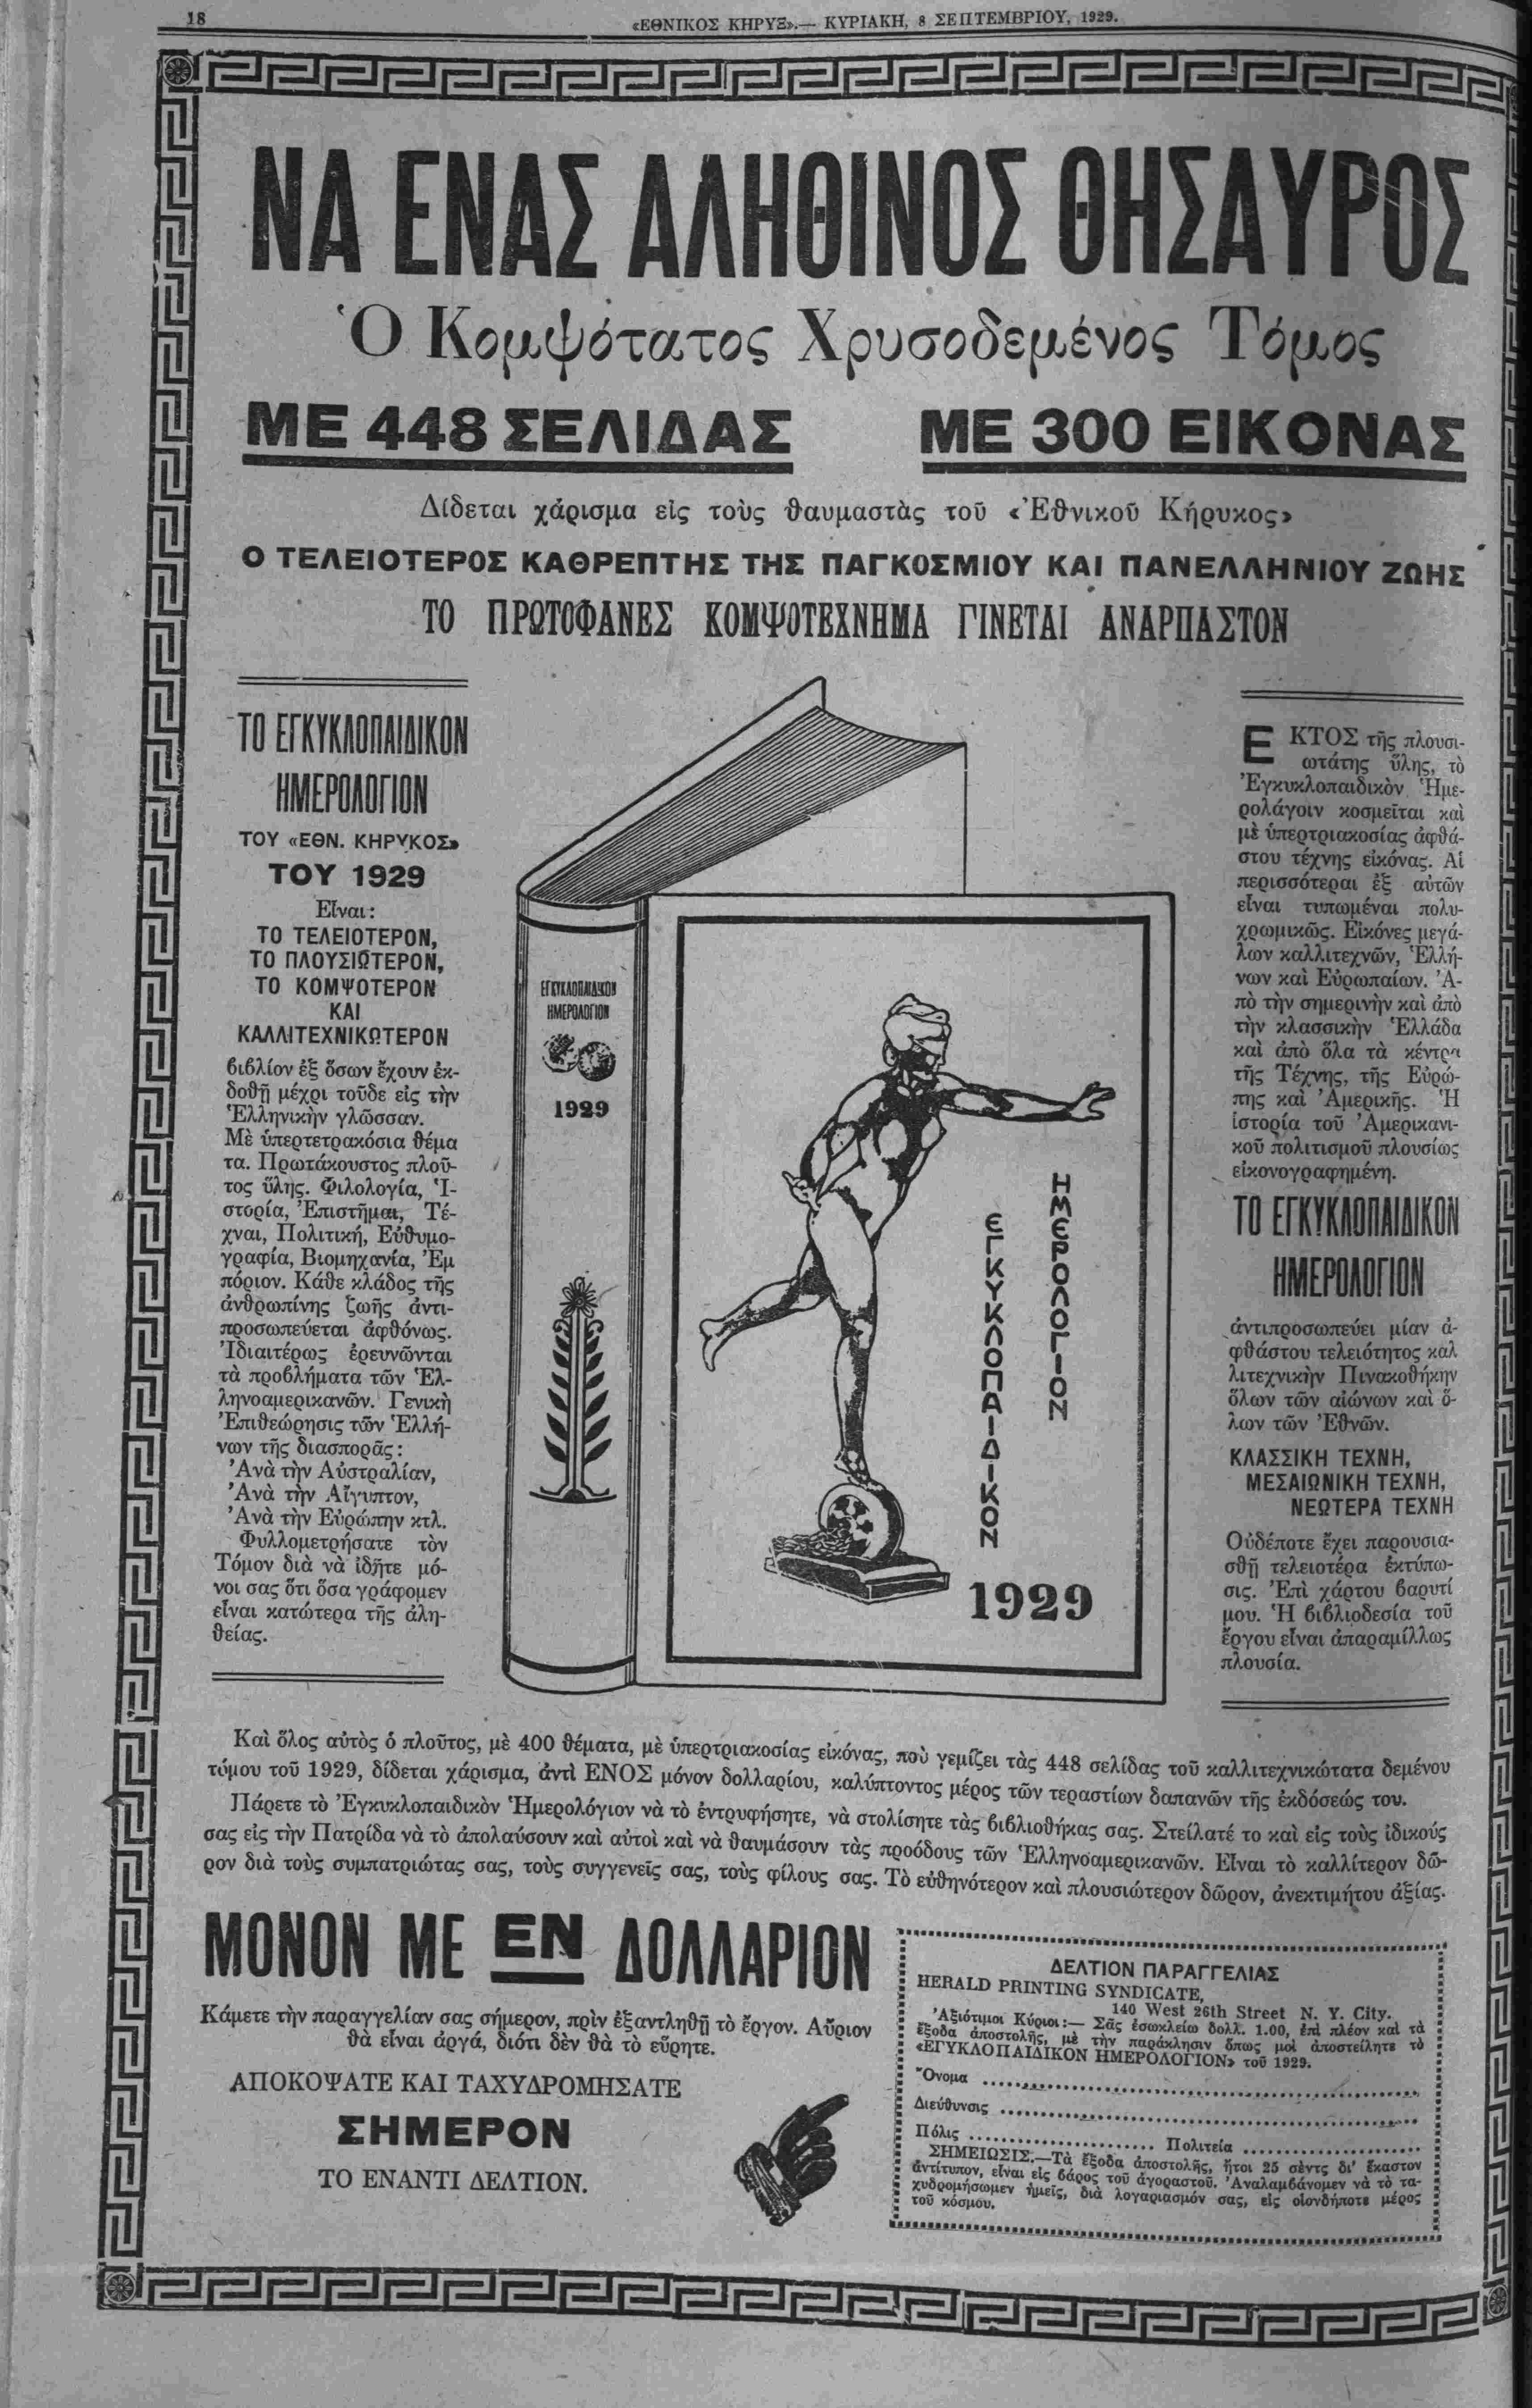 18
«ΕΘΝΙΚΟΣ ΚΗΡΥΞ».— ΚΥΡΙΑΚΗ, 8 ΣΕΠΤΕΜΒΡΙΟΥ, 1929.
ΝΑ ΕΝΑΣ ΑΛΗΘΙΝΟΣ ΘΗΣΑΥΡΟΣ
Ὁ Κομψότατος Χρυσοδεμένος Τόμος
ΜΕ 448 ΣΕΛΙΔΑΣ ΜΕ 300 ΕΙΚΟΝΑΣ
Δίδεται χάρισμα εἰς τοὺς θαυμαστὰς τοῦ «Ἐθνικοῦ Κήρυκος»
Ο ΤΕΛΕΙΟΤΕΡΟΣ ΚΑΘΡΕΠΤΗΣ ΤΗΣ ΠΑΓΚΟΣΜΙΟΥ ΚΑΙ ΠΑΝΕΛΛΗΝΙΟΥ ΖΩΗΣ
ΤΟ ΠΡΩΤΟΦΑΝΕΣ ΚΟΜΨΟΤΕΧΝΗΜΑ ΓΙΝΕΤΑΙ ΑΝΑΡΠΑΣΤΟΝ
ΤΟ ΕΓΚΥΚΛΟΠΑΙΔΙΚΟΝ
ΗΜΕΡΟΛΟΓΙΟΝ
ΤΟΥ «ΕΘΝ. ΚΗΡΥΚΟΣ»
ΤΟΥ 1929
Εἶναι:
ΤΟ ΤΕΛΕΙΟΤΕΡΟΝ,
ΤΟ ΠΛΟΥΣΙΩΤΕΡΟΝ,
ΤΟ ΚΟΜΨΟΤΕΡΟΝ
ΚΑΙ
ΚΑΛΛΙΤΕΧΝΙΚΩΤΕΡΟΝ
βιβλίον ἐξ ὅσων ἔχουν ἐκ-
δοθῆ μέχρι τοῦδε εἰς τὴν
Ἑλληνικὴν γλῶσσαν.
Μὲ ὑπερτετρακόσια θέμα
τα. Πρωτάκουστος πλοῦ-
τος ὕλης. Φιλολογία, Ἱ-
στορία, Ἐπιστῆμαι, Τέ-
χναι, Πολιτική, Εὐθυμο-
γραφία, Βιομηχανία, Ἐμ
πόριον. Κάθε κλάδος τῆς
ἀνθρωπίνης ζωῆς ἀντι-
προσωπεύεται ἀφθόνως.
Ἰδιαιτέρως ἐρευνῶνται
τὰ προβλήματα τῶν Ἑλ-
ληνοαμερικανῶν. Γενικὴ
Ἐπιθεώρησις τῶν Ἑλλή-
νων τῆς διασπορᾶς:
Ἀνὰ τὴν Αὐστραλίαν,
Ἀνὰ τὴν Αἴγυπτον,
Ἀνὰ τὴν Εὐρώπην κτλ.
Φυλλομετρήσατε τὸν
Τόμον διὰ νὰ ἰδῆτε μό-
νοι σας ὅτι ὅσα γράφομεν
εἶναι κατώτερα τῆς ἀλη-
θείας.
ΕΓΚΥΚΛΟΠΑΙΔΙΚΟΝ
ΗΜΕΡΟΛΟΓΙΟΝ
1929
ΕΓΚΥΚΛΟΠΑΙΔΙΚΟΝ
ΗΜΕΡΟΛΟΓΙΟΝ
1929
ΕΚΤΟΣ τῆς πλουσι-
ωτάτης ὕλης, τὸ
Ἐγκυκλοπαιδικὸν Ἡμε-
ρολάγοιν κοσμεῖται καὶ
μὲ ὑπερτριακοσίας ἀφθά-
στου τέχνης εἰκόνας. Αἱ
περισσότεραι ἐξ αὐτῶν
εἶναι τυπωμέναι πολυ-
χρωμικῶς. Εἰκόνες μεγά-
λων καλλιτεχνῶν, Ἑλλή-
νων καὶ Εὐρωπαίων. Ἀ-
πὸ τὴν σημερινὴν καὶ ἀπὸ
τὴν κλασσικὴν Ἑλλάδα
καὶ ἀπὸ ὅλα τὰ κέντρα
τῆς Τέχνης, τῆς Εὐρώ-
πης καὶ Ἀμερικῆς. Ἡ
ἱστορία τοῦ Ἀμερικανι-
κοῦ πολιτισμοῦ πλουσίως
εἰκονογραφημένη.
ΤΟ ΕΓΚΥΚΛΟΠΑΙΔΙΚΟΝ
ΗΜΕΡΟΛΟΓΙΟΝ
ἀντιπροσωπεύει μίαν ἀ-
φθάστου τελειότητος καλ
λιτεχνικὴν Πινακοθήκην
ὅλων τῶν αἰώνων καὶ ὅ-
λων τῶν Ἐθνῶν.
ΚΛΑΣΣΙΚΗ ΤΕΧΝΗ,
ΜΕΣΑΙΩΝΙΚΗ ΤΕΧΝΗ,
ΝΕΩΤΕΡΑ ΤΕΧΝΗ
Οὐδέποτε ἔχει παρουσια-
σθῆ τελειοτέρα ἐκτύπω-
σις. Ἐπὶ χάρτου βαρυτί
μου. Ἡ βιβλιοδεσία τοῦ
ἔργου εἶναι ἀπαραμίλλως
πλουσία.
Καὶ ὅλος αὐτὸς ὁ πλοῦτος, μὲ 400 θέματα, μὲ ὑπερτριακοσίας εἰκόνας, ποὺ γεμίζει τὰς 448 σελίδας τοῦ καλλιτεχνικώτατα δεμένου
τόμου τοῦ 1929, δίδεται χάρισμα, ἀντὶ ΕΝΟΣ μόνον δολλαρίου, καλύπτοντος μέρος τῶν τεραστίων δαπανῶν τῆς ἐκδόσεώς του.
Πάρετε τὸ Ἐγκυκλοπαιδικὸν Ἡμερολόγιον νὰ τὸ ἐντρυφήσητε, νὰ στολίσητε τὰς βιβλιοθήκας σας. Στείλατέ το καὶ εἰς τοὺς ἰδικούς
σας εἰς τὴν Πατρίδα νὰ τὸ ἀπολαύσουν καὶ αὐτοὶ καὶ νὰ θαυμάσουν τὰς προόδους τῶν Ἑλληνοαμερικανῶν. Εἶναι τὸ καλλίτερον δῶ-
ρον διὰ τοὺς συμπατριώτας σας, τοὺς συγγενεῖς σας, τοὺς φίλους σας. Τὸ εὐθηνότερον καὶ πλουσιώτερον δῶρον, ἀνεκτιμήτου ἀξίας.
ΜΟΝΟΝ ΜΕ ΕΝ ΔΟΛΛΑΡΙΟΝ
Κάμετε τὴν παραγγελίαν σας σήμερον, πρὶν ἐξαντληθῆ τὸ ἔργον. Αὔριον
θὰ εἶναι ἀργά, διότι δὲν θὰ τὸ εὕρητε.
ΑΠΟΚΟΨΑΤΕ ΚΑΙ ΤΑΧΥΔΡΟΜΗΣΑΤΕ
ΣΗΜΕΡΟΝ
ΤΟ ΕΝΑΝΤΙ ΔΕΛΤΙΟΝ.
ΔΕΛΤΙΟΝ ΠΑΡΑΓΓΕΛΙΑΣ
HERALD PRINTING SYNDICATE,
140 West 26th Street N. Y. City.
Ἀξιότιμοι Κύριοι:— Σᾶς ἐσωκλείω δολλ. 1.00, ἐπὶ πλέον καὶ τὰ
ἔξοδα ἀποστολῆς, μὲ τὴν παράκλησιν ὅπως μοὶ ἀποστείλητε τὸ
«ΕΓΥΚΛΟΠΑΙΔΙΚΟΝ ΗΜΕΡΟΛΟΓΙΟΝ» τοῦ 1929.
Ὄνομα
Διεύθυνσις
Πόλις Πολιτεία
ΣΗΜΕΙΩΣΙΣ.—Τὰ ἔξοδα ἀποστολῆς, ἤτοι 25 σὲντς δι' ἕκαστον
ἀντίτυπον, εἶναι εἰς βάρος τοῦ ἀγοραστοῦ. Ἀναλαμβάνομεν νὰ τὸ τα-
χυδρομήσωμεν ἡμεῖς, διὰ λογαριασμόν σας, εἰς οἱονδήποτε μέρος
τοῦ κόσμου.